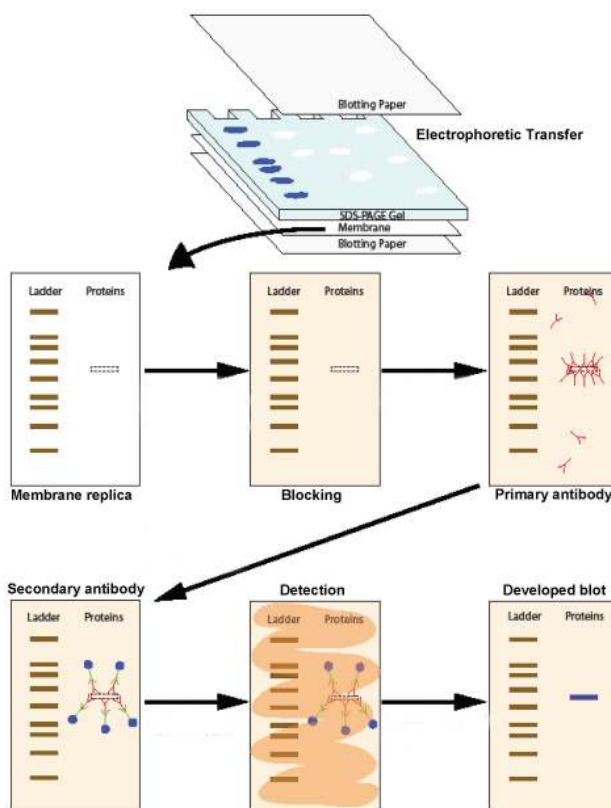 Blotting Paper
Electrophoretic Transfer
SDS-PAGE Gel
Membrane
Blotting Paper
Ladder Proteins
Ladder Proteins
Ladder Proteins
Membrane replica
Blocking
Primary antibody
Secondary antibody
Detection
Developed blot
Ladder Proteins
Ladder Proteins
Ladder Proteins